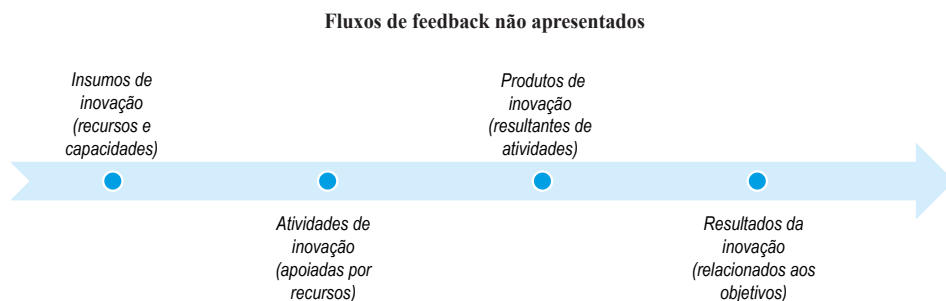 Fluxos de feedback não apresentados
Insumos de
inovação
(recursos e
capacidades)
Atividades de
inovação
(apoiadas por
recursos)
Produtos de
inovação
(resultantes de
atividades)
Resultados da
inovação
(relacionados aos
objetivos)